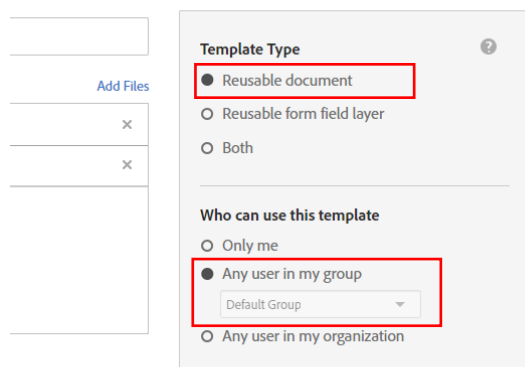 Template Type
?
Reusable document
Add Files
Reusable form field layer
Both
Who can use this template
Only me
Any user in my group
Default Group
Any user in my organization